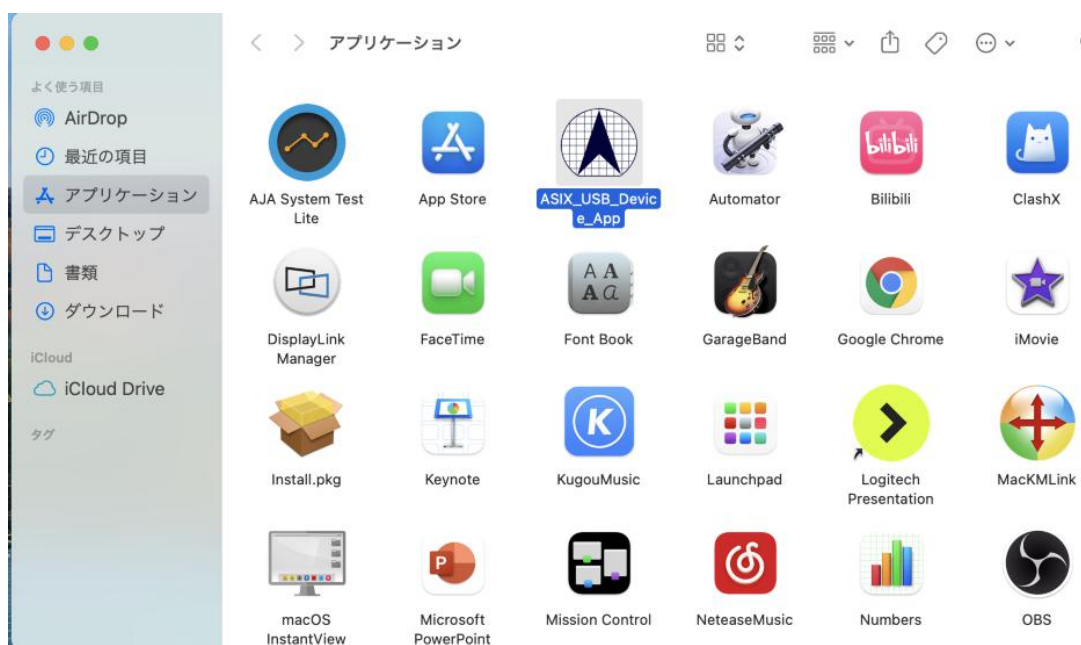 アプリケーション
よく使う項目
AirDrop
最近の項目
アプリケーション
デスクトップ
書類
ダウンロード
iCloud
iCloud Drive
タグ
AJA System Test
Lite
App Store
ASIX_USB_Devic
e_App
Automator
bilibili
Bilibili
ClashX
DisplayLink
Manager
FaceTime
A A
A a
Font Book
GarageBand
Google Chrome
iMovie
Install.pkg
Keynote
K
KugouMusic
Launchpad
Logitech
Presentation
MacKMLink
macOS
InstantView
P
Microsoft
PowerPoint
Mission Control
NeteaseMusic
Numbers
OBS